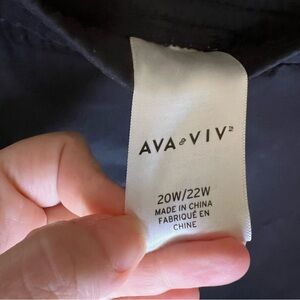 AVA & VIV
20W/22W
MADE IN CHINA
FABRIQUÉ EN
CHINE